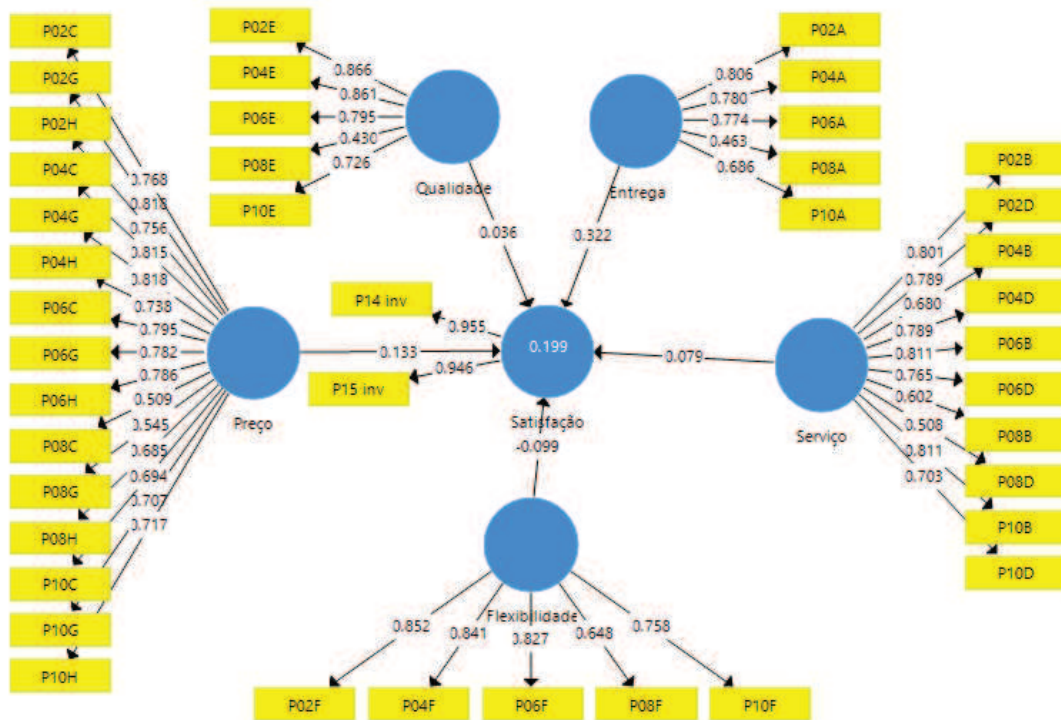 P02C
P02G
P02H
P04C
P04G
P04H
P06C
P06G
P06H
P08C
P08G
P08H
P10C
P10G
P10H
0.768
0.818
0.756
0.815
0.818
0.738
0.795
0.782
0.786
0.509
0.545
0.685
0.694
0.707
0.717
Preço
P02E
P04E
P06E
P08E
P10E
0.866
0.861
0.795
0.430
0.726
Qualidade
0.036
P02A
P04A
P06A
P08A
P10A
0.806
0.780
0.774
0.463
0.686
Entrega
0.322
P14 inv
0.955
0.133
0.946
P15 inv
0.199
Satisfação
-0.099
0.079
P02B
P02D
P04B
P04D
P06B
P06D
P08B
P08D
P10B
P10D
0.801
0.789
0.680
0.789
0.811
0.765
0.602
0.508
0.811
0.703
Serviço
Flexibilidade
0.852
0.841
0.827
0.648
0.758
P02F
P04F
P06F
P08F
P10F